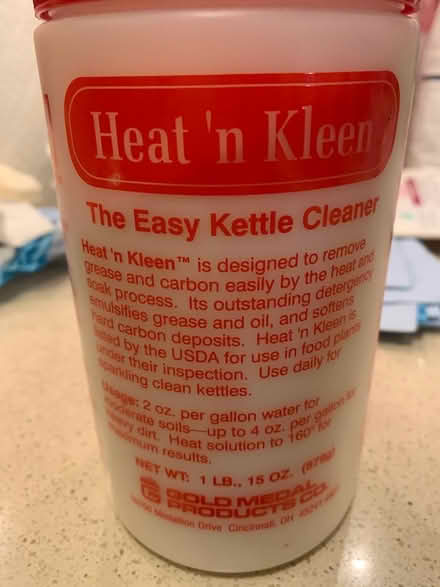 Heat 'n Kleen
The Easy Kettle Cleaner
Heat 'n Kleen™ is designed to remove
grease and carbon easily by the heat and
soak process. Its outstanding detergency
emulsifies grease and oil, and softens
hard carbon deposits. Heat 'n Kleen is
listed by the USDA for use in food plants
under their inspection. Use daily for
sparkling clean kettles.
Usage: 2 oz. per gallon water for
moderate soils—up to 4 oz. per gallon for
heavy dirt. Heat solution to 160° for
maximum results.
NET WT: 1 LB., 15 OZ. (879g)
GOLD MEDAL
PRODUCTS CO.
Drive Cincinnati, OH